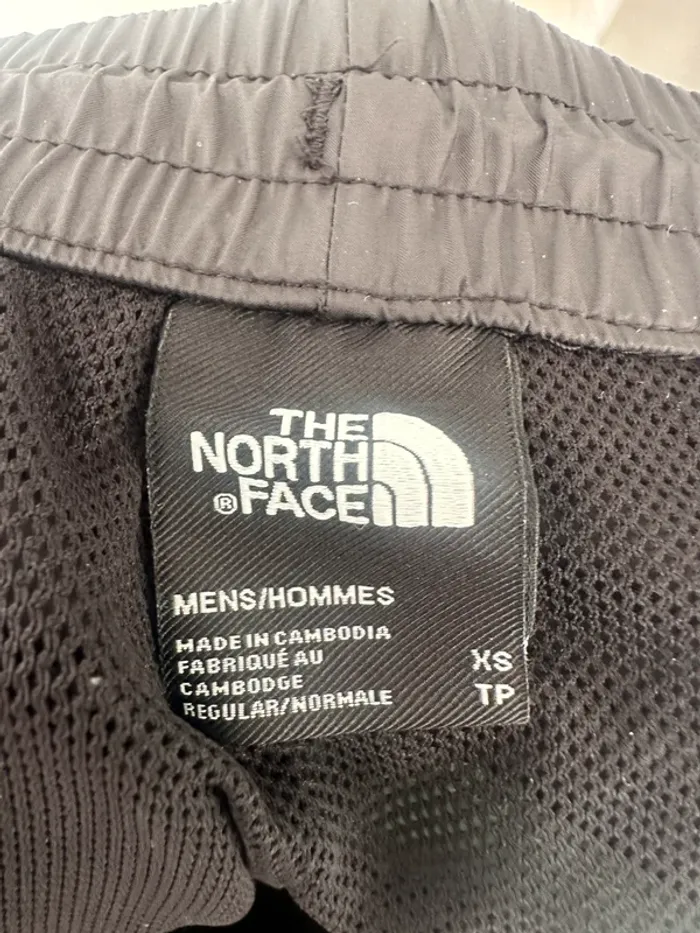 THE
NORTH
® FACE
MENS/HOMMES
MADE IN CAMBODIA
FABRIQUÉ AU
CAMBODGE
REGULAR/NORMALE
XS
TP